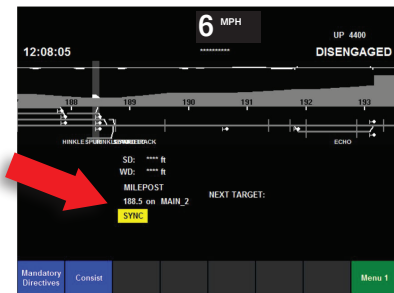 6 MPH
UP 4400
12:08:05
**********
DISENGAGED
188 189 190 191 192 193
ECHO
SD: **** ft
WD: **** ft
MILEPOST
NEXT TARGET:
188.5 on MAIN_2
SYNC
Mandatory
Directives
Consist
Menu 1